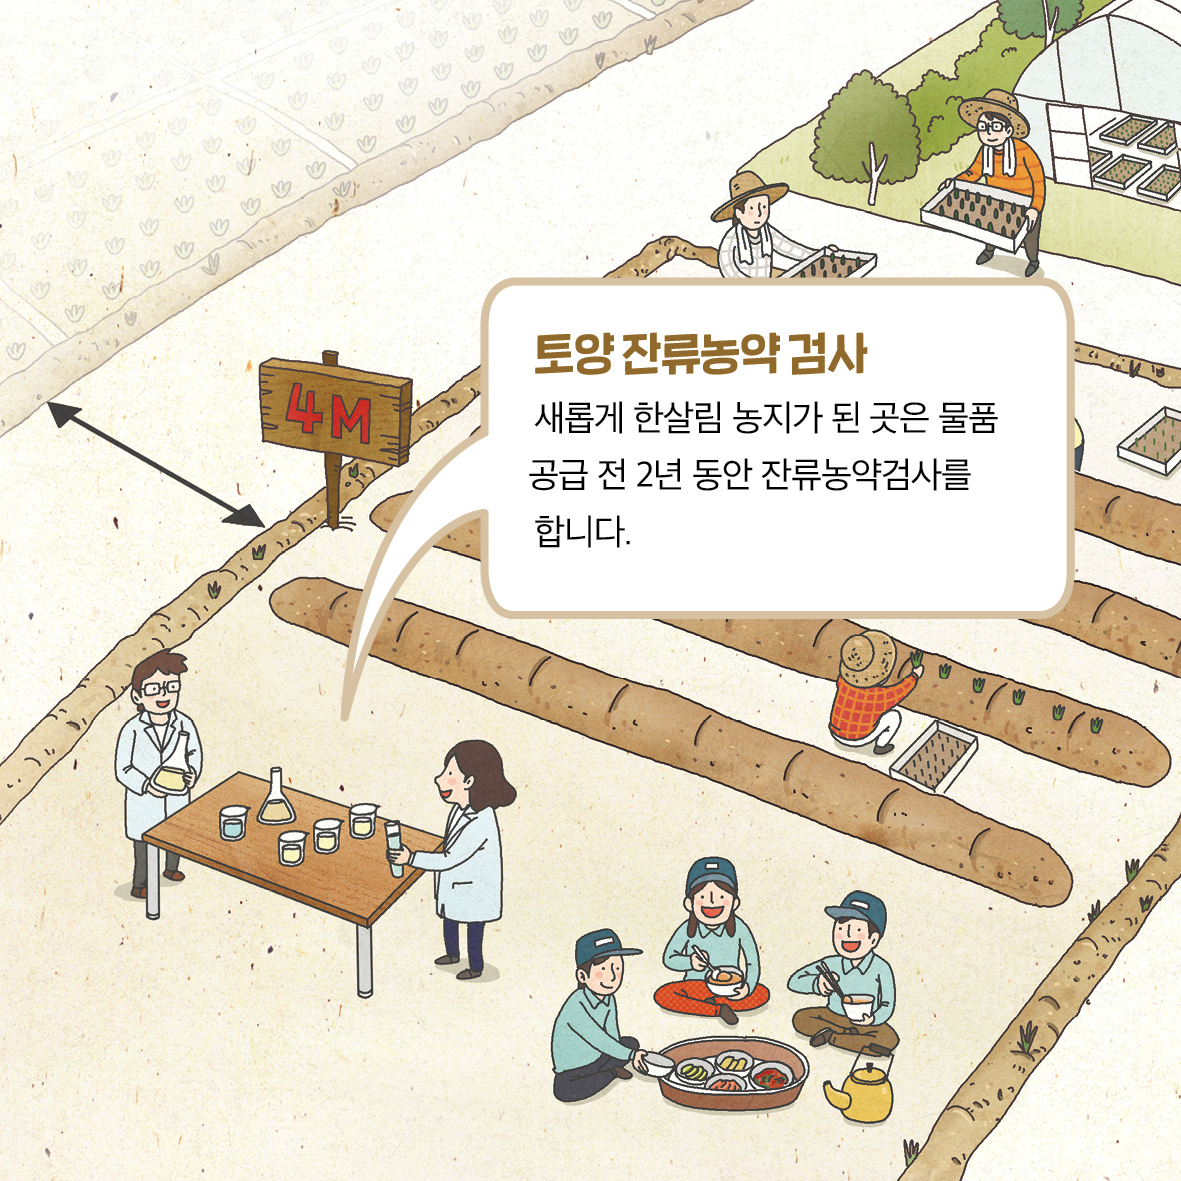 4M
토양 잔류농약 검사
새롭게 한살림 농지가 된 곳은 물품
공급 전 2년 동안 잔류농약검사를
합니다.